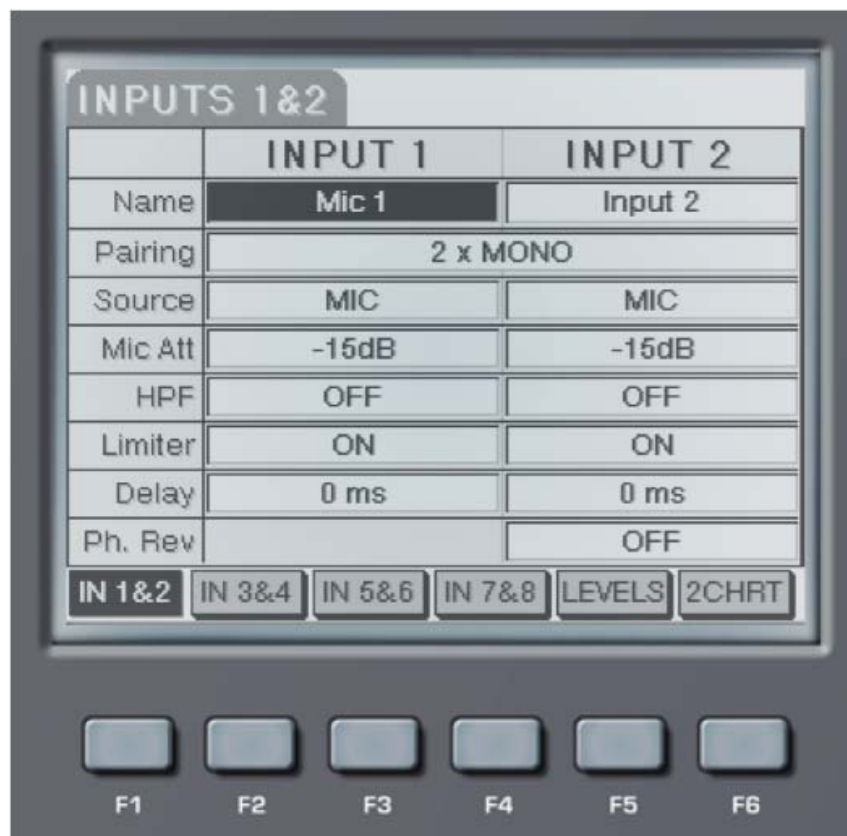 INPUTS 1&2
INPUT 1 INPUT 2
Name Mic 1 Input 2
Pairing 2 x MONO
Source MIC MIC
Mic Att -15dB -15dB
HPF OFF OFF
Limiter ON ON
Delay 0 ms 0 ms
Ph. Rev OFF
IN 1&2 IN 3&4 IN 5&6 IN 7&8 LEVELS 2CHRT
F1 F2 F3 F4 F5 F6